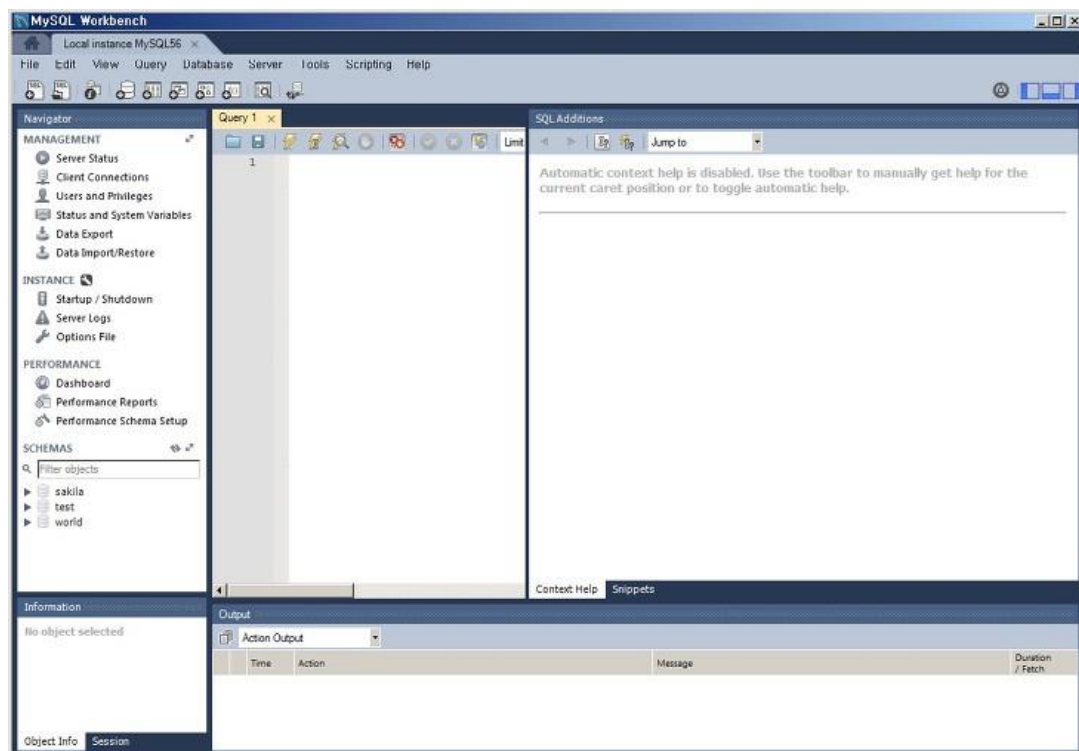 MySQL Workbench
Local instance MySQL56
File Edit View Query Database Server Tools Scripting Help
Navigator
MANAGEMENT
Server Status
Client Connections
Users and Privileges
Status and System Variables
Data Export
Data Import/Restore
INSTANCE
Startup / Shutdown
Server Logs
Options File
PERFORMANCE
Dashboard
Performance Reports
Performance Schema Setup
SCHEMAS
Filter objects
sakila
test
world
Query 1
Limit
1
SQL Additions
Jump to
Automatic context help is disabled. Use the toolbar to manually get help for the
current caret position or to toggle automatic help.
Context Help Snippets
Information
No object selected
Object Info Session
Output
Action Output
Time Action Message Duration
/ Fetch